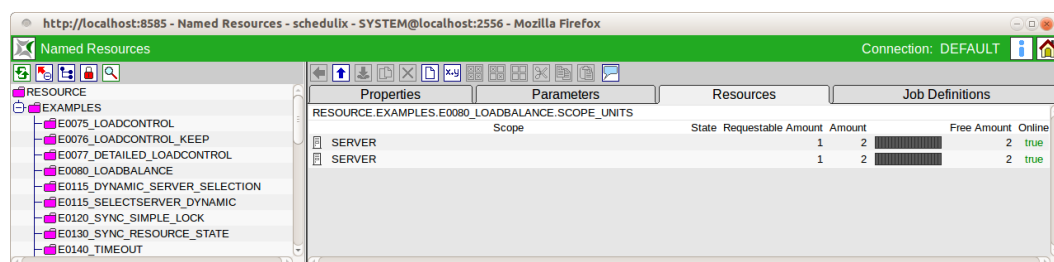 http://localhost:8585 - Named Resources - schedulix - SYSTEM@localhost:2556 - Mozilla Firefox
Named Resources
Connection: DEFAULT
RESOURCE
EXAMPLES
E0075_LOADCONTROL
E0076_LOADCONTROL_KEEP
E0077_DETAILED_LOADCONTROL
E0080_LOADBALANCE
E0115_DYNAMIC_SERVER_SELECTION
E0115_SELECTSERVER_DYNAMIC
E0120_SYNC_SIMPLE_LOCK
E0130_SYNC_RESOURCE_STATE
E0140_TIMEOUT
x,y
Properties Parameters Resources Job Definitions
RESOURCE.EXAMPLES.E0080_LOADBALANCE.SCOPE_UNITS
Scope State Requestable Amount Amount Free Amount Online
SERVER 1 2 2 true
SERVER 1 2 2 true